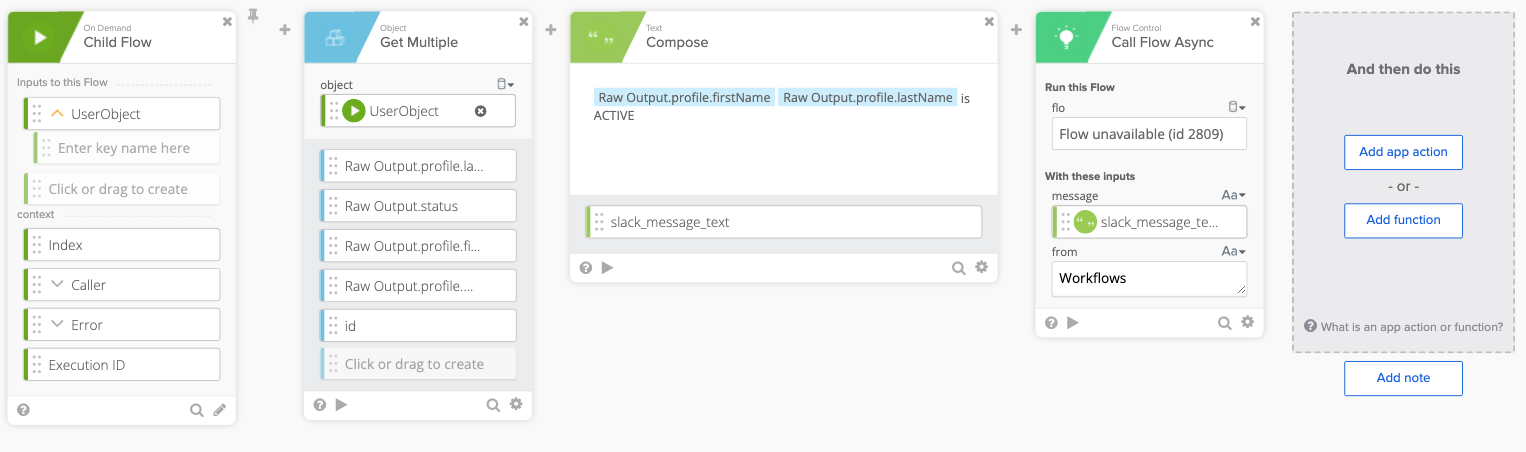 On Demand
Child Flow
Inputs to this Flow
UserObject
Enter key name here
Click or drag to create
context
Index
Caller
Error
Execution ID
Object
Get Multiple
object
UserObject
Raw Output.profile.la...
Raw Output.status
Raw Output.profile.fi...
Raw Output.profile....
id
Click or drag to create
Text
Compose
Raw Output.profile.firstName Raw Output.profile.lastName is
ACTIVE
slack_message_text
Flow Control
Call Flow Async
Run this Flow
flo
Flow unavailable (id 2809)
With these inputs
message Aa
slack_message_te...
from Aa
Workflows
And then do this
Add app action
- or -
Add function
What is an app action or function?
Add note